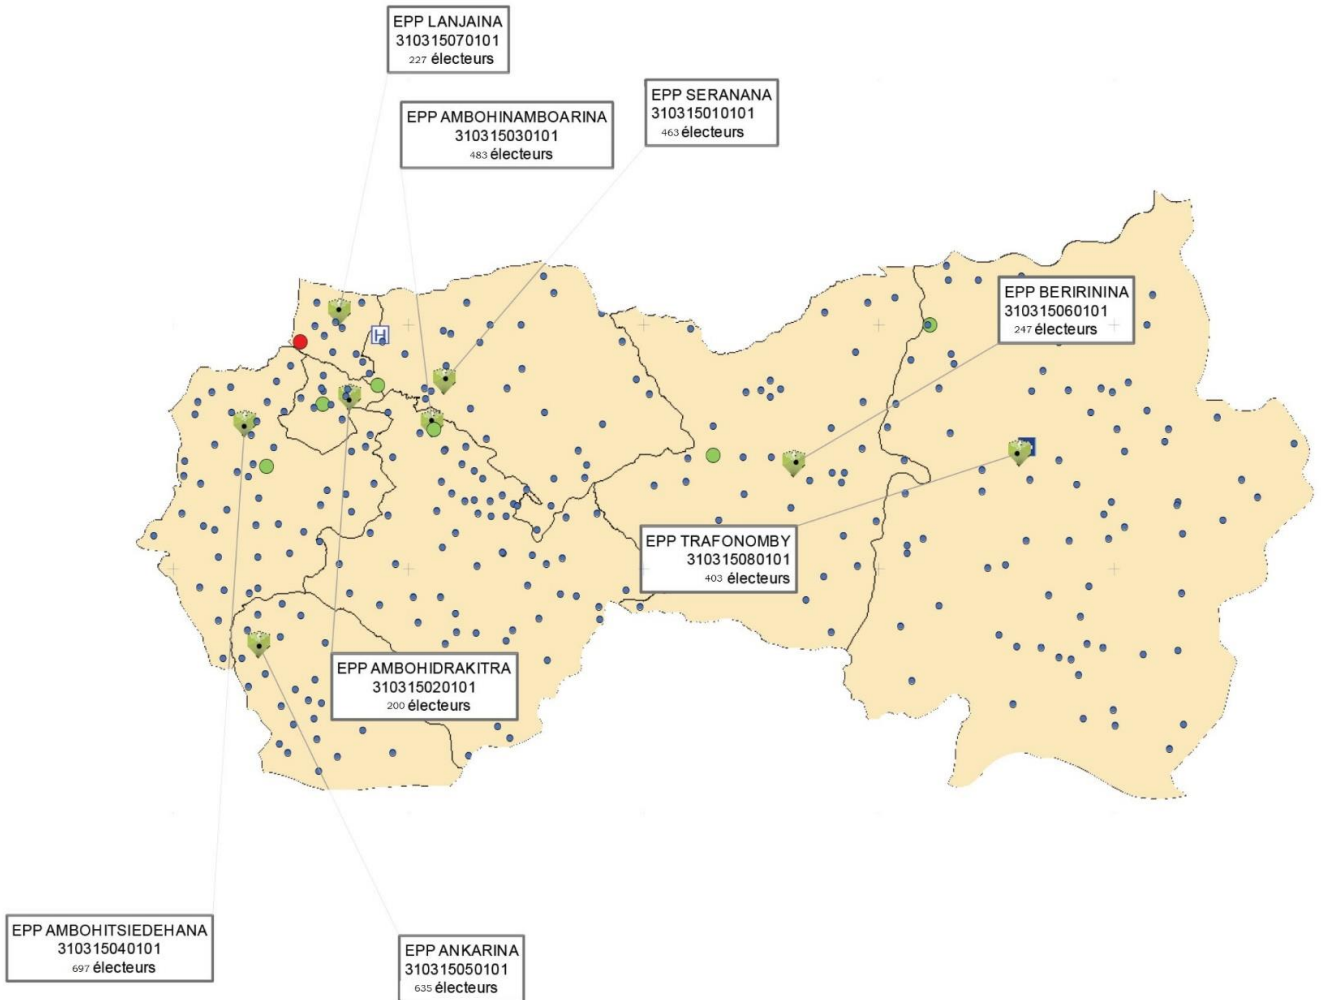 EPP LANJAINA
310315070101
227 électeurs
EPP SERANANA
310315010101
463 électeurs
EPP AMBOHINAMBOARINA
310315030101
483 électeurs
H
EPP BERIRININA
310315060101
247 électeurs
EPP TRAFONOMBY
310315080101
403 électeurs
EPP AMBOHIDRAKITRA
310315020101
200 électeurs
EPP AMBOHITSIEDEHANA
310315040101
697 électeurs
EPP ANKARINA
310315050101
635 électeurs